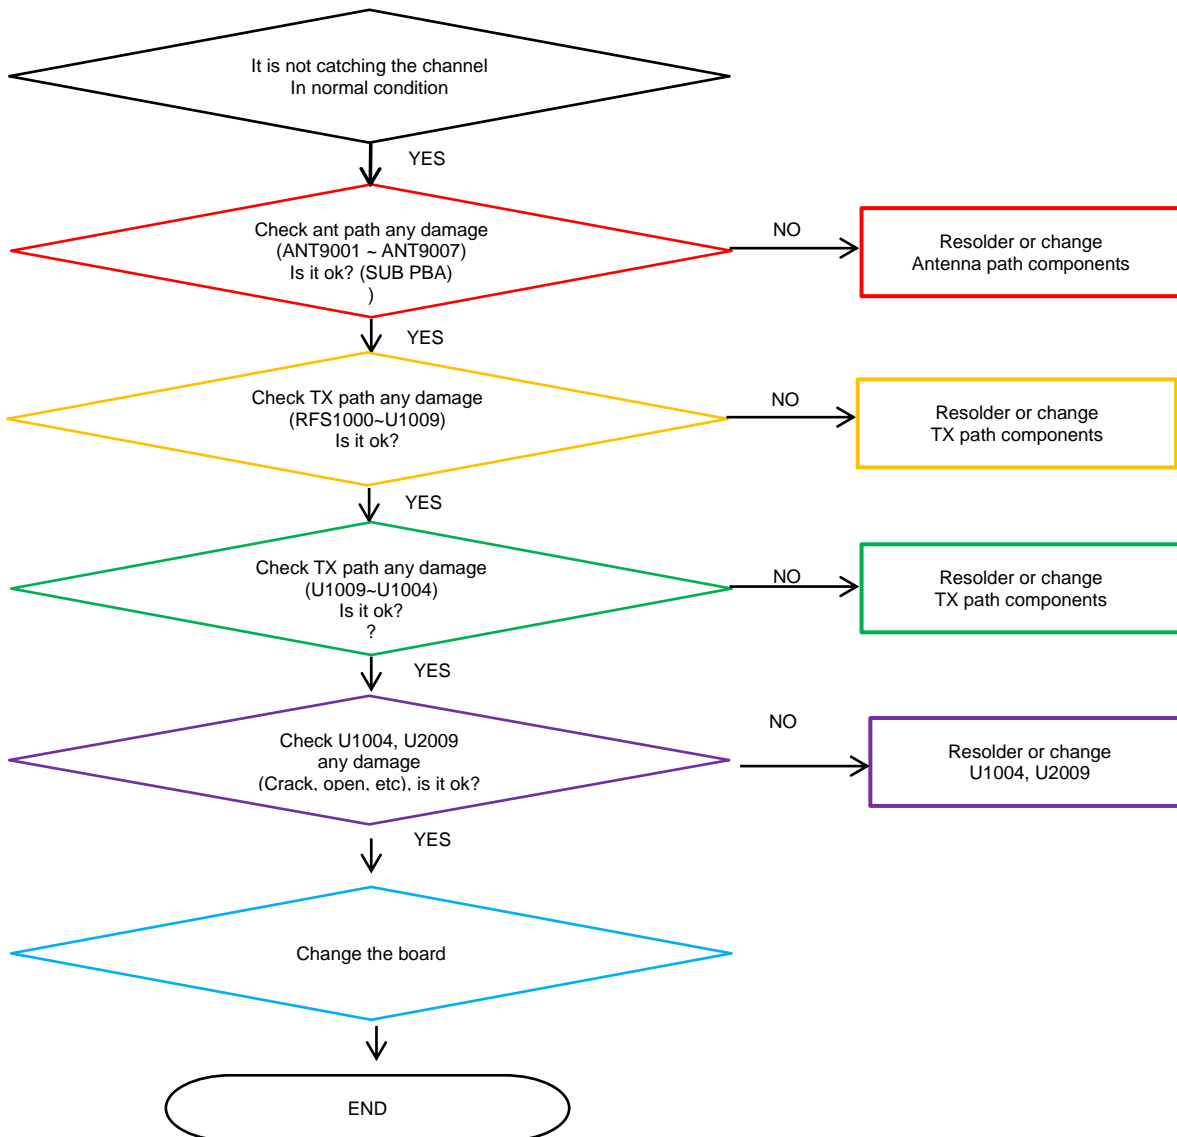 It is not catching the channel
In normal condition
YES
Check ant path any damage
(ANT9001 ~ ANT9007)
Is it ok? (SUB PBA)
)
NO
Resolder or change
Antenna path components
YES
Check TX path any damage
(RFS1000~U1009)
Is it ok?
NO
Resolder or change
TX path components
YES
Check TX path any damage
(U1009~U1004)
Is it ok?
?
NO
Resolder or change
TX path components
YES
Check U1004, U2009
any damage
(Crack, open, etc), is it ok?
NO
Resolder or change
U1004, U2009
YES
Change the board
END